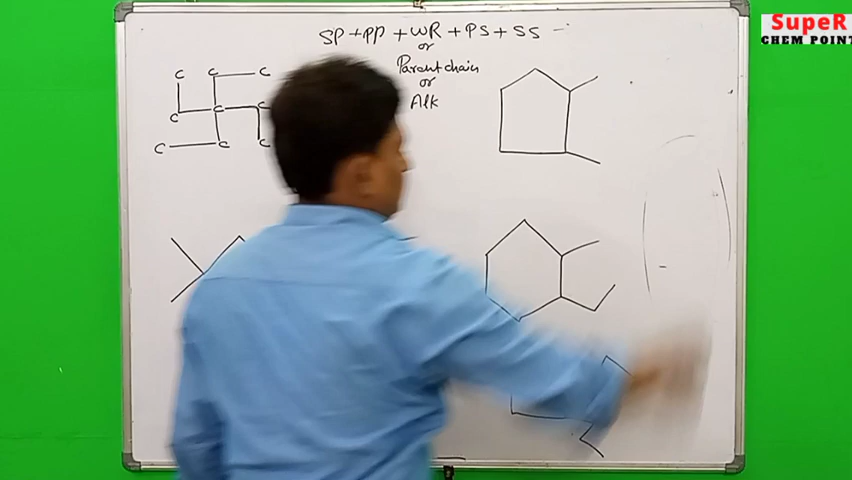 SupeR
CHEM POINT
SP + PP + WR + PS + SS -
or
Parent chain
or
Alk
C C C
C C C
C C C